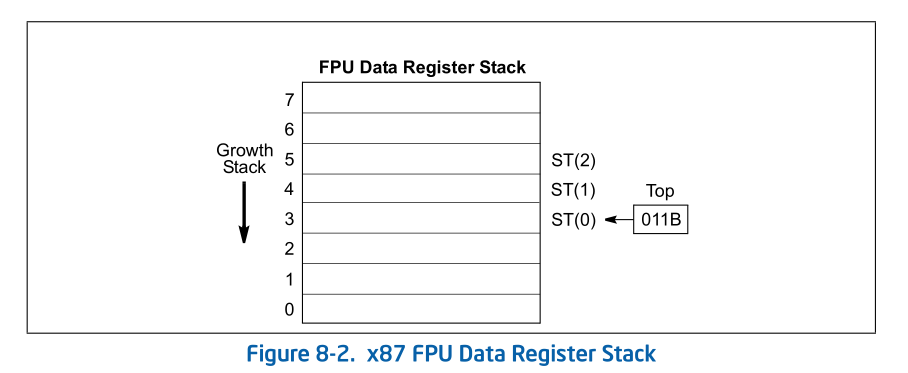 FPU Data Register Stack
7
6
Growth
Stack
5
ST(2)
4
ST(1)
Top
3
ST(0)
011B
2
1
0
Figure 8-2. x87 FPU Data Register Stack